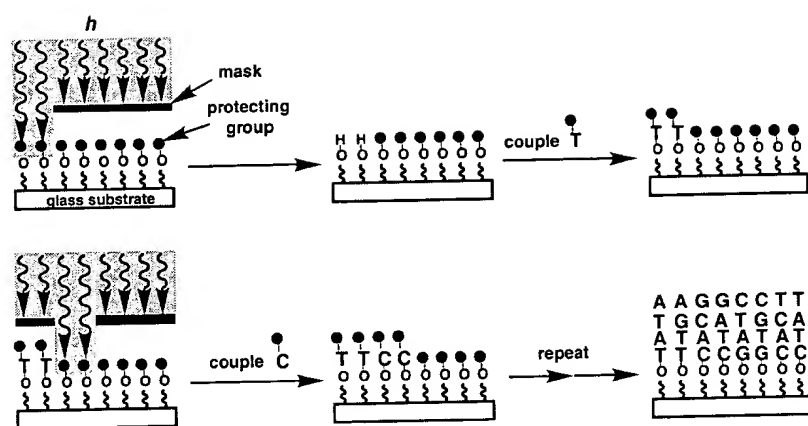 h
mask
protecting
group
O O O O O O O O
glass substrate
H H
O O O O O O O O
couple T
T T
O O O O O O O O
T T
O O O O O O O O
couple C
T T C C
O O O O O O O O
repeat
A A G G C C T T
T G C A T G C A
A T A T A T A T
T T C C G G C C
O O O O O O O O